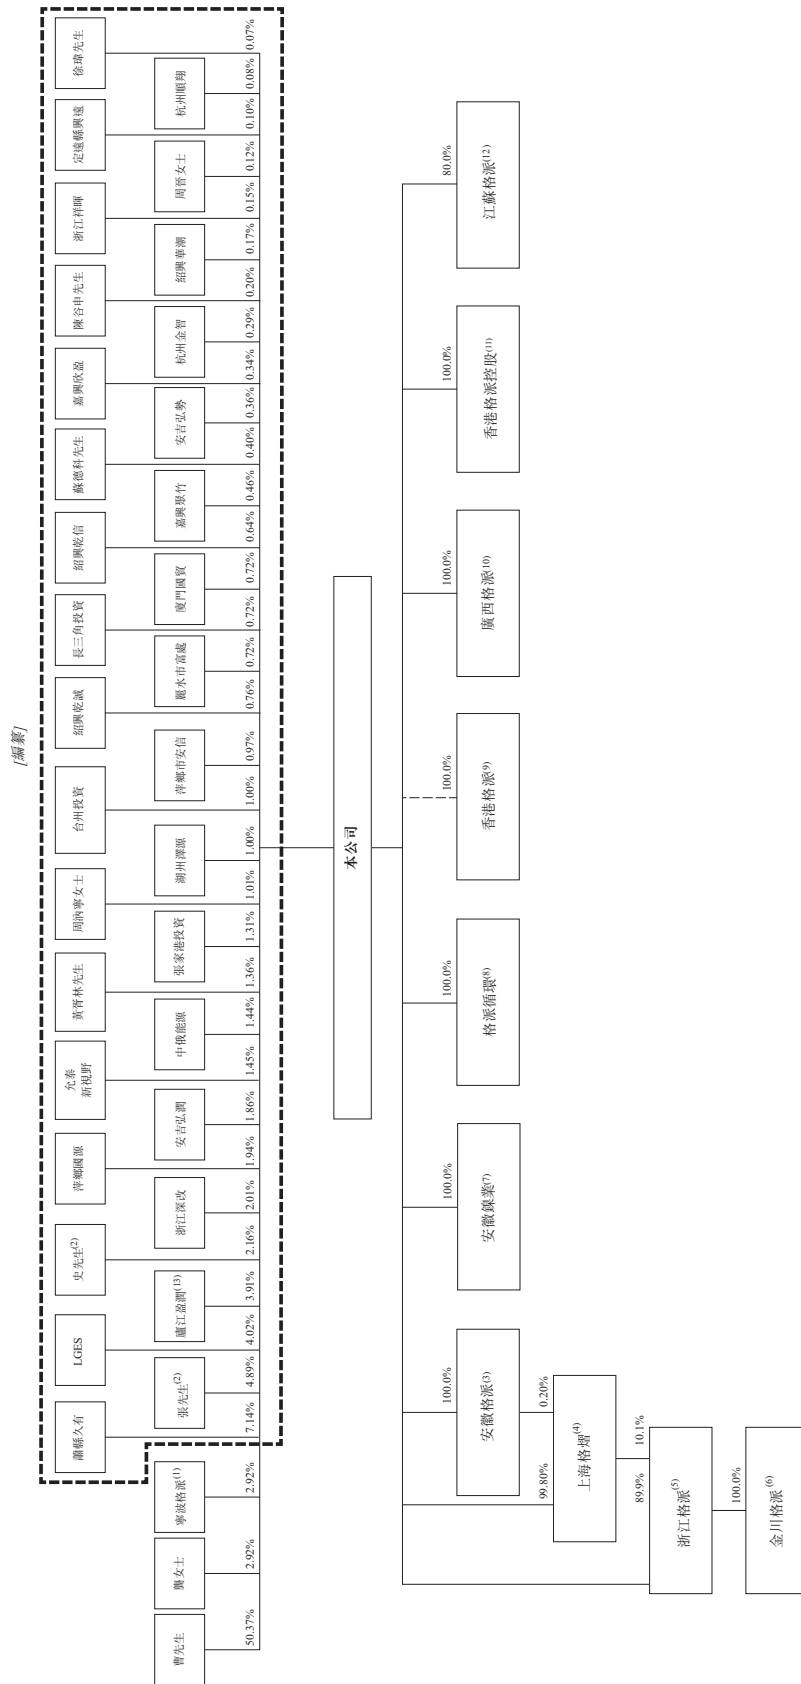 [編纂]
蕭縣久有
LGES
史先生(2)
萍鄉國源
允泰
新視野
黃胥林先生
周汭寧女士
台州投資
紹興乾誠
長三角投資
紹興乾信
蘇德科先生
嘉興欣盈
陳谷申先生
浙江祥暉
定遠縣興遠
徐瑋先生
曹先生
龔女士
寧波格派(1)
張先生(2)
廬江盈潤(13)
浙江深改
安吉弘潤
中俄能源
張家港投資
湖州澤源
萍鄉市安信
麗水市富處
廈門國貿
嘉興聚竹
安吉弘勢
杭州金智
紹興華潮
周晉女士
杭州順翔
50.37%
2.92%
2.92%
7.14%
4.89%
4.02%
3.91%
2.16%
2.01%
1.94%
1.86%
1.45%
1.44%
1.36%
1.31%
1.01%
1.00%
1.00%
0.97%
0.76%
0.72%
0.72%
0.72%
0.64%
0.46%
0.40%
0.36%
0.34%
0.29%
0.20%
0.17%
0.15%
0.12%
0.10%
0.08%
0.07%
本公司
100.0%
100.0%
100.0%
100.0%
100.0%
100.0%
80.0%
安徽格派(3)
安徽鎳業(7)
格派循環(8)
香港格派(9)
廣西格派(10)
香港格派控股(11)
江蘇格派(12)
99.80%
0.20%
上海格熠(4)
89.9%
10.1%
浙江格派(5)
100.0%
金川格派(6)